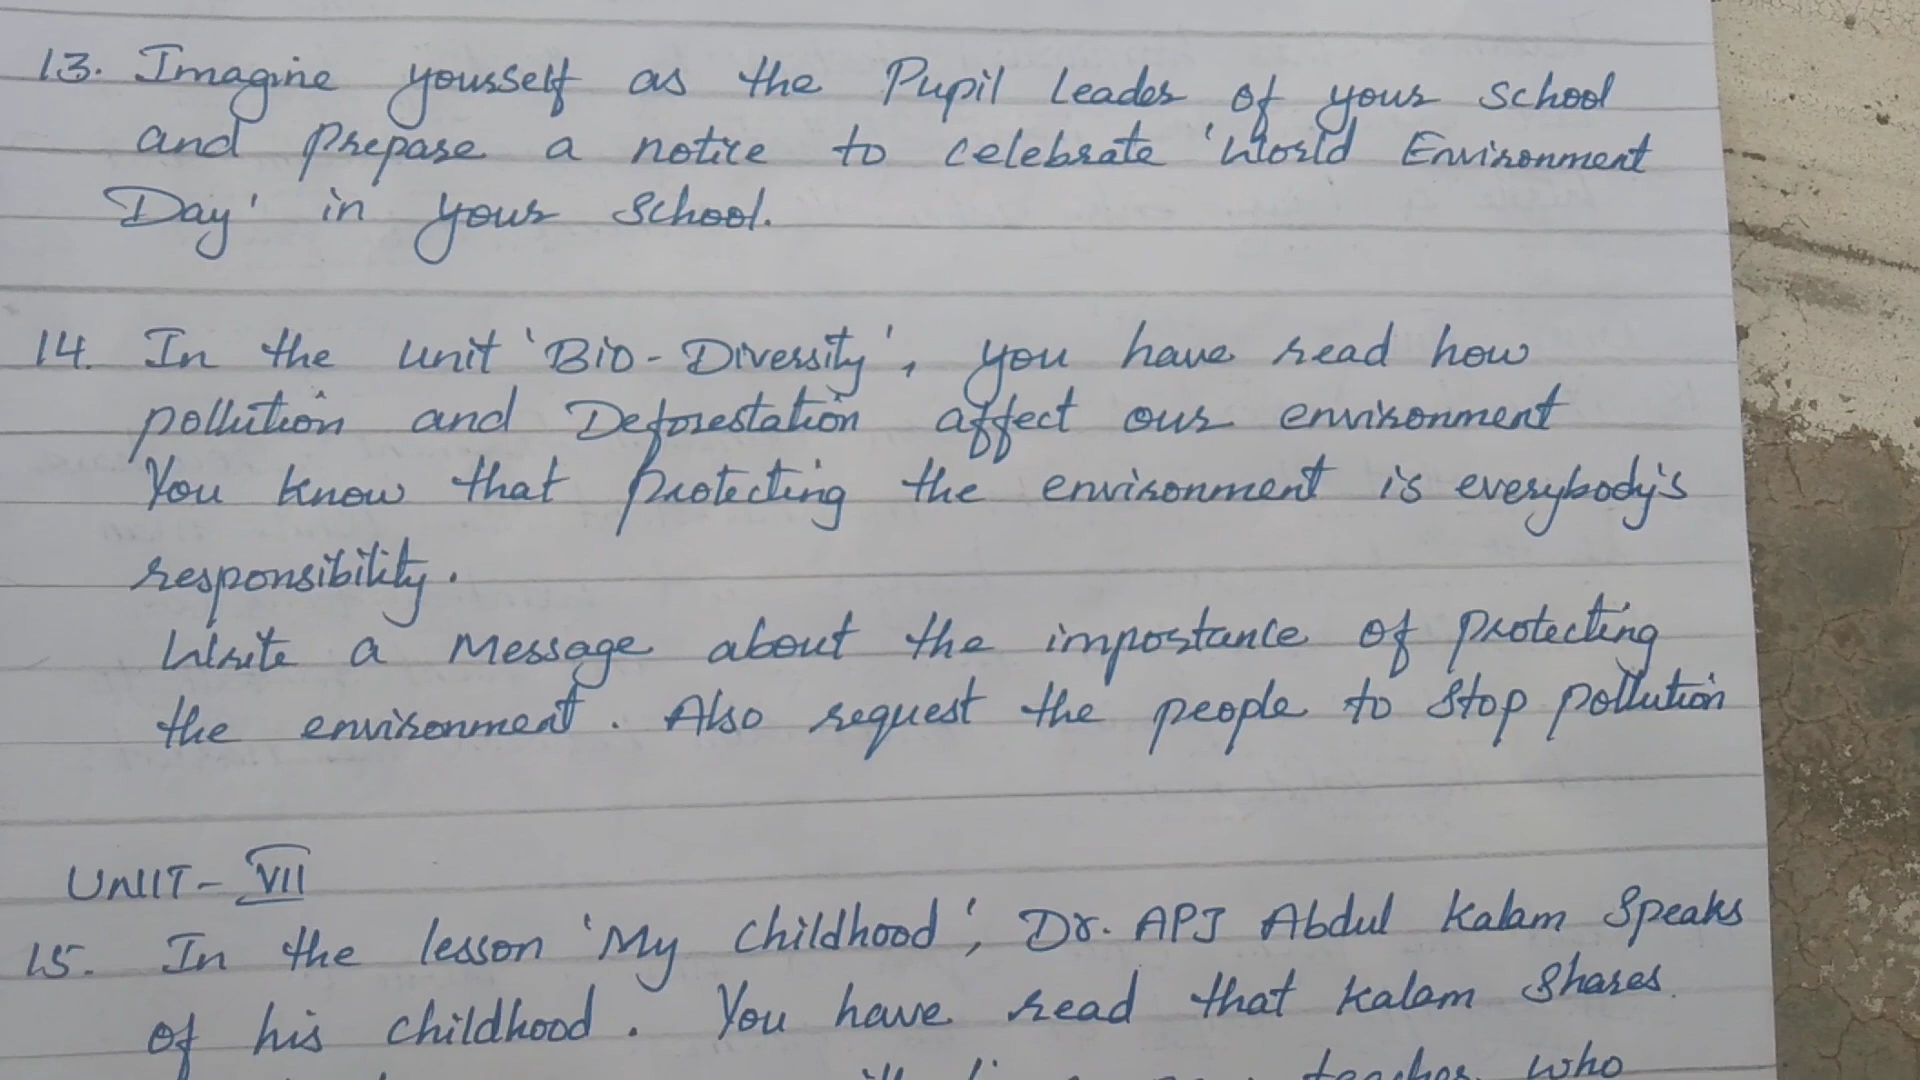 13. Imagine yourself as the Pupil Leader of your school
and prepare a notice to celebrate 'World Environment
Day' in your school.
14. In the unit 'Bio-Diversity', you have read how
pollution and Deforestation affect our environment
You know that protecting the environment is everybody's
responsibility.
Write a Message about the importance of protecting
the environment. Also request the people to stop pollution
UNIT- VII
15. In the lesson 'My childhood', Dr. APJ Abdul Kalam Speaks
of his childhood. You have read that Kalam Shares
teacher who